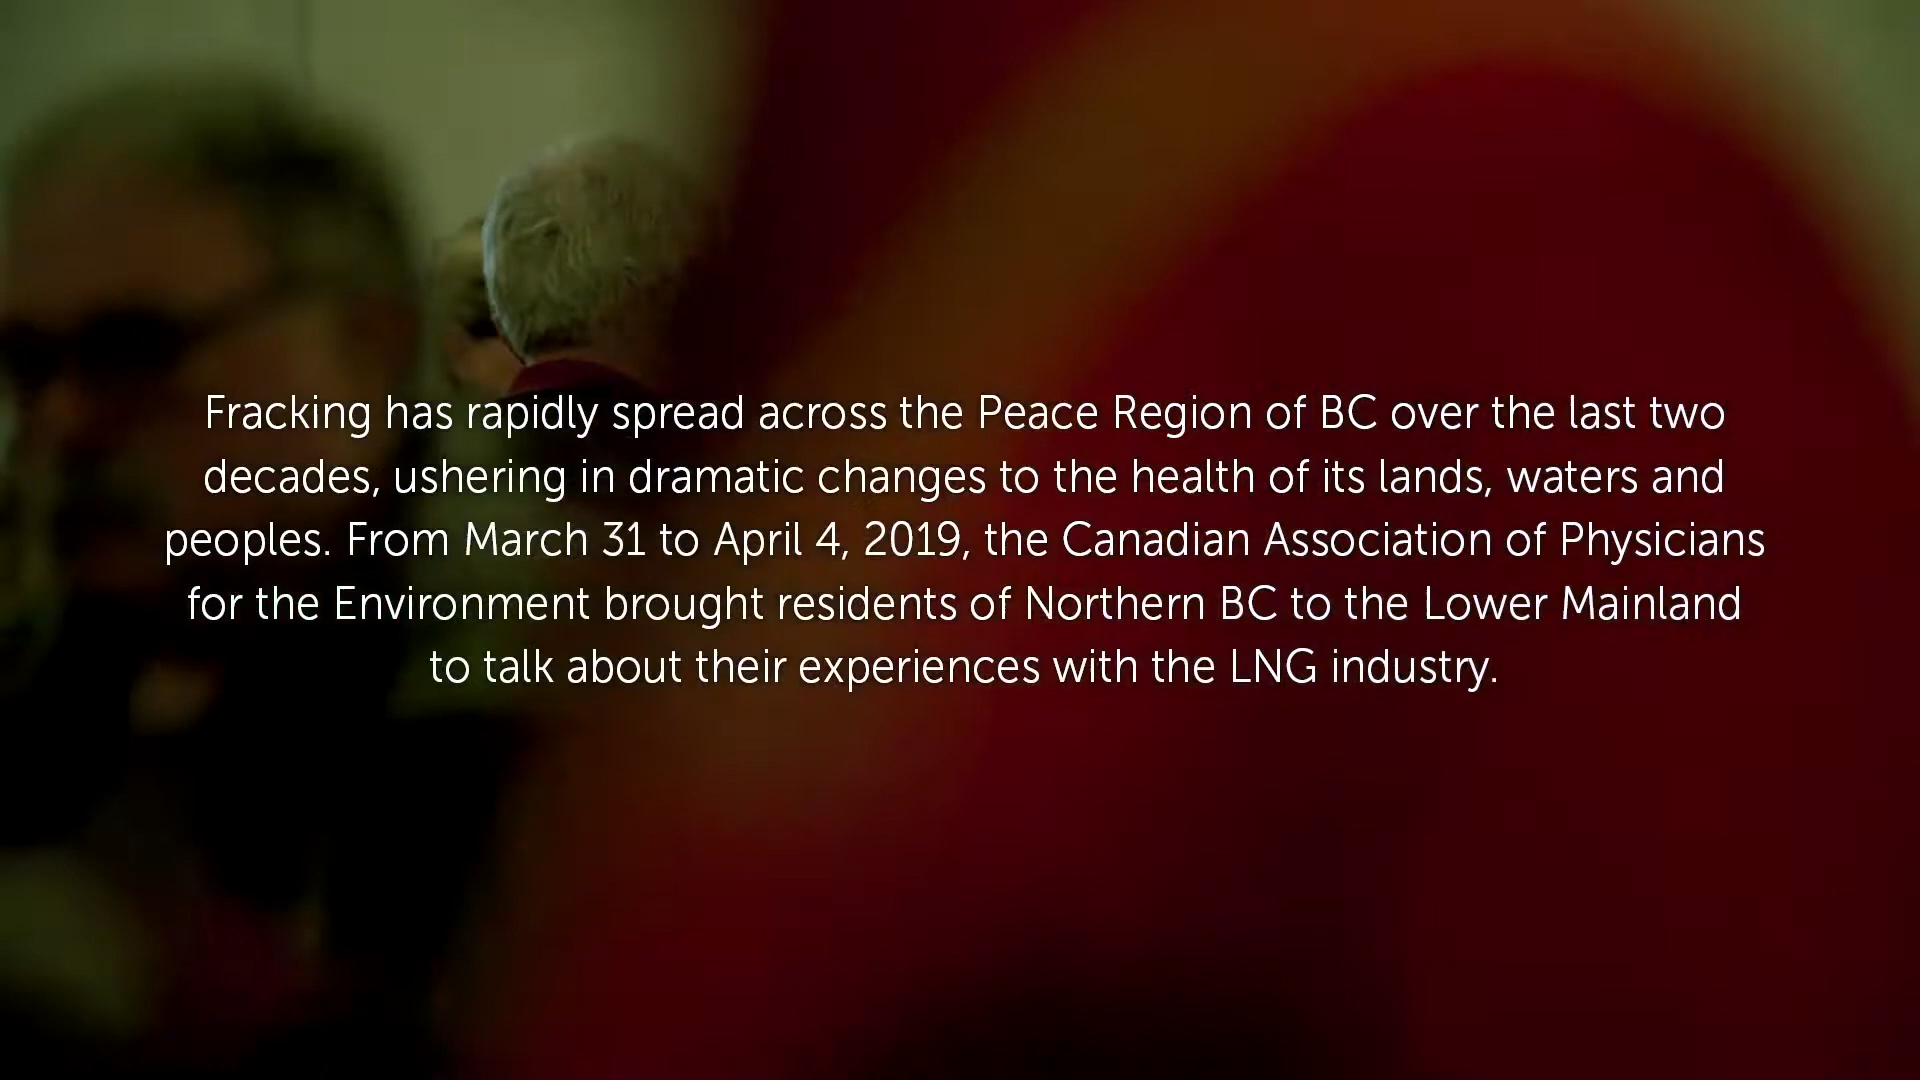 Fracking has rapidly spread across the Peace Region of BC over the last two
decades, ushering in dramatic changes to the health of its lands, waters and
peoples. From March 31 to April 4, 2019, the Canadian Association of Physicians
for the Environment brought residents of Northern BC to the Lower Mainland
to talk about their experiences with the LNG industry.